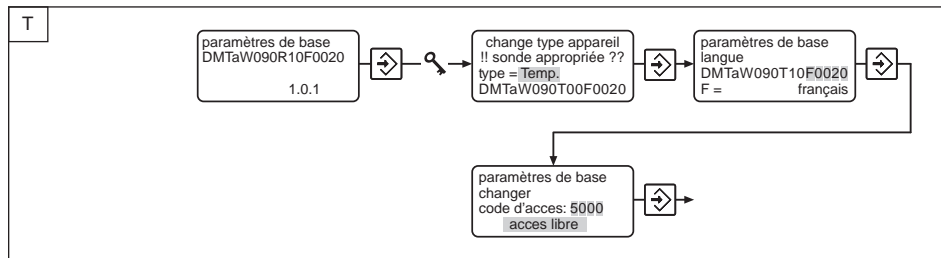 T
paramètres de base
DMTaW090R10F0020
1.0.1
change type appareil
!! sonde appropriée ??
type = Temp.
DMTaW090T00F0020
paramètres de base
langue
DMTaW090T10F0020
F = français
paramètres de base
changer
code d'acces: 5000
acces libre